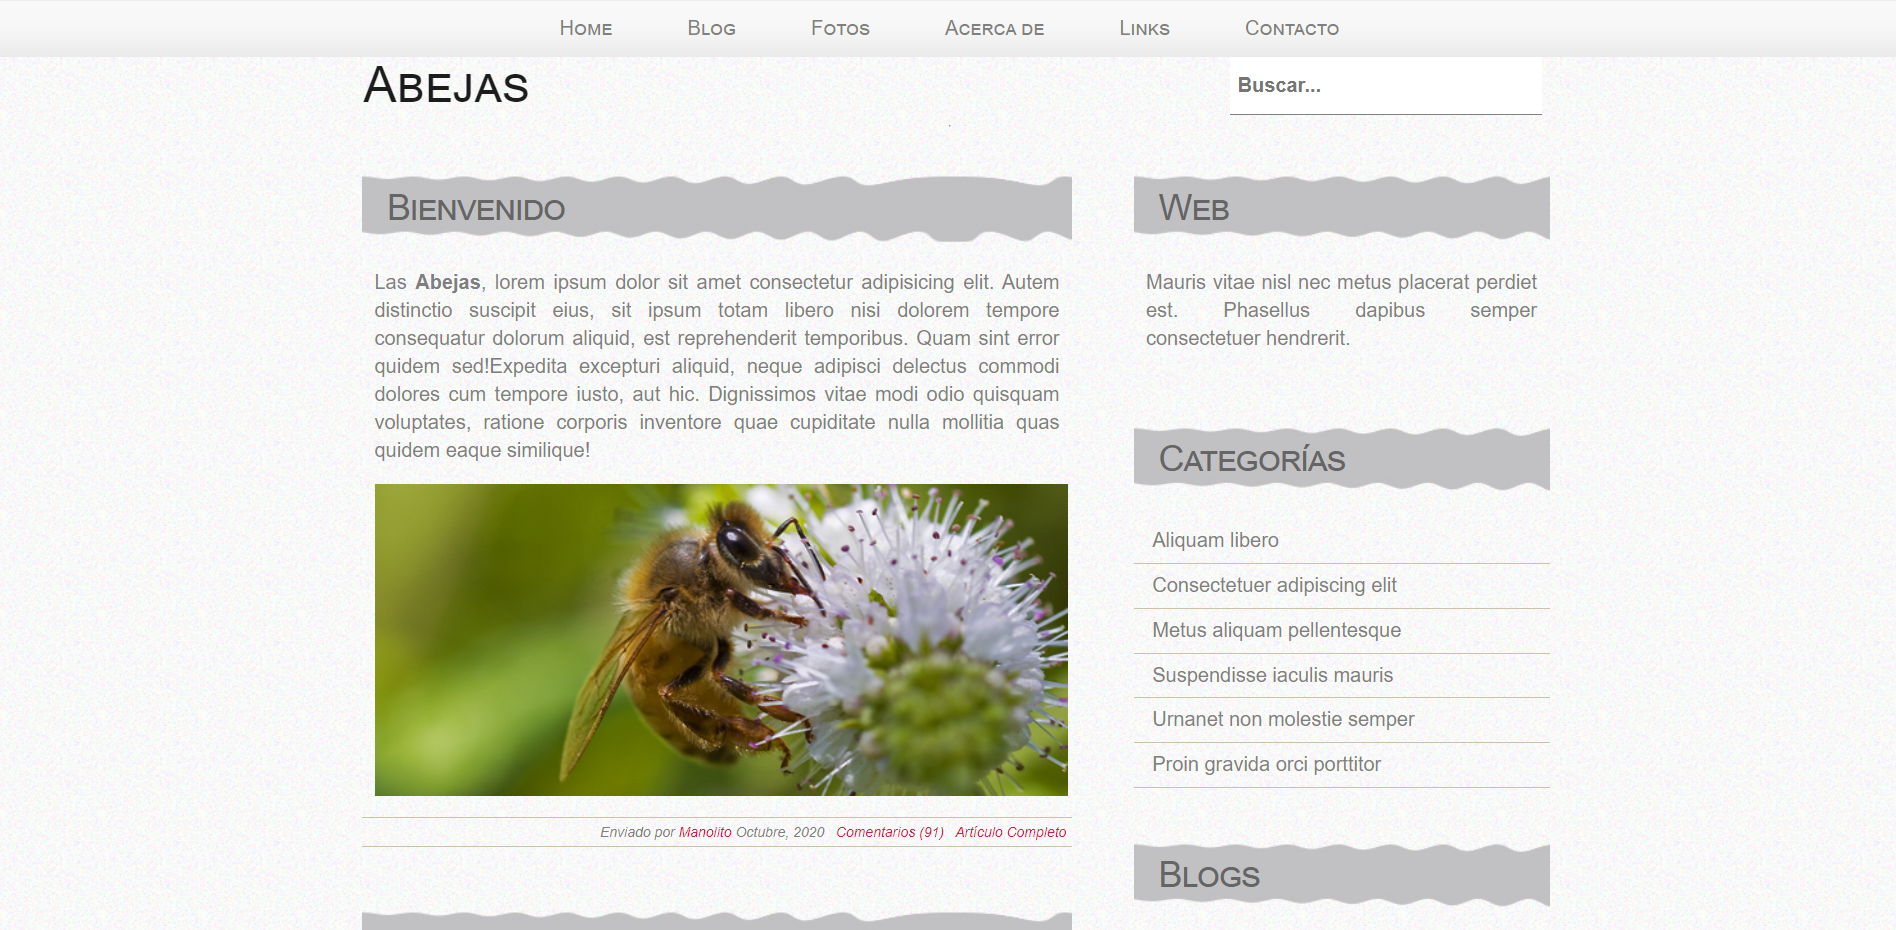 Home Blog Fotos Acerca de Links Contacto
Abejas
Buscar...
Bienvenido
Las Abejas, lorem ipsum dolor sit amet consectetur adipisicing elit. Autem
distinctio suscipit eius, sit ipsum totam libero nisi dolorem tempore
consequatur dolorum aliquid, est reprehenderit temporibus. Quam sint error
quidem sed!Expedita excepturi aliquid, neque adipisci delectus commodi
dolores cum tempore iusto, aut hic. Dignissimos vitae modi odio quisquam
voluptates, ratione corporis inventore quae cupiditate nulla mollitia quas
quidem eaque similique!
Enviado por Manolito Octubre, 2020 Comentarios (91) Artículo Completo
Web
Mauris vitae nisl nec metus placerat perdiet
est. Phasellus dapibus semper
consectetuer hendrerit.
Categorías
Aliquam libero
Consectetuer adipiscing elit
Metus aliquam pellentesque
Suspendisse iaculis mauris
Urnanet non molestie semper
Proin gravida orci porttitor
Blogs